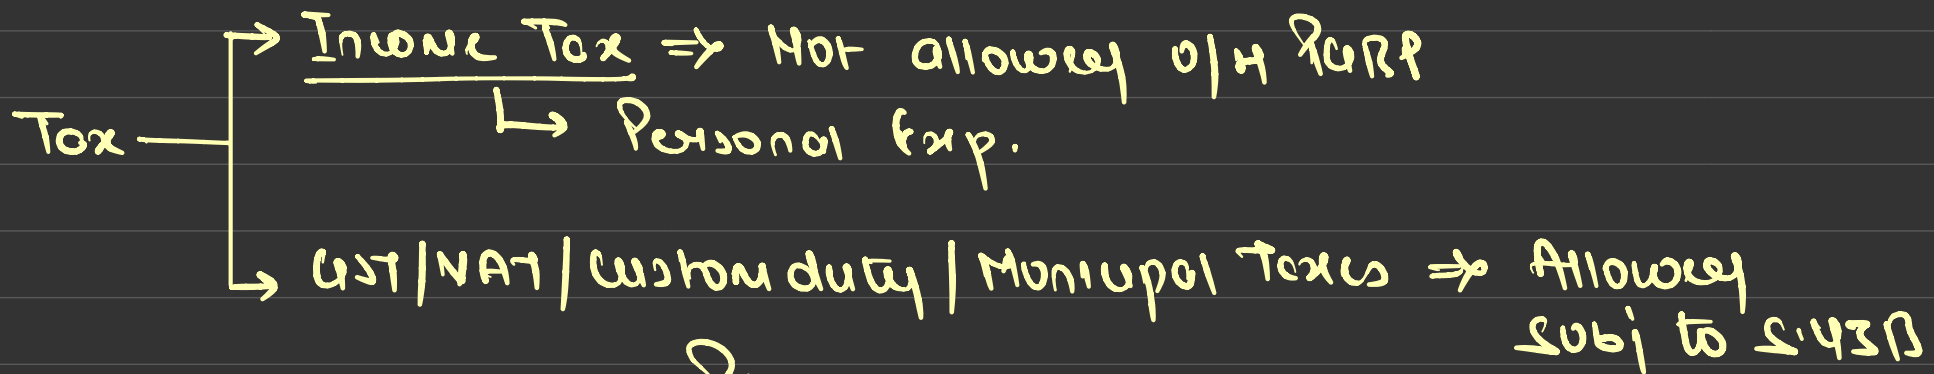 Income Tax ⇒ Not allowed u/H PGBP
Tax
↳ Personal Exp.
GST/VAT/Custom duty/Municipal Taxes ⇒ Allowed
subj to S.43B